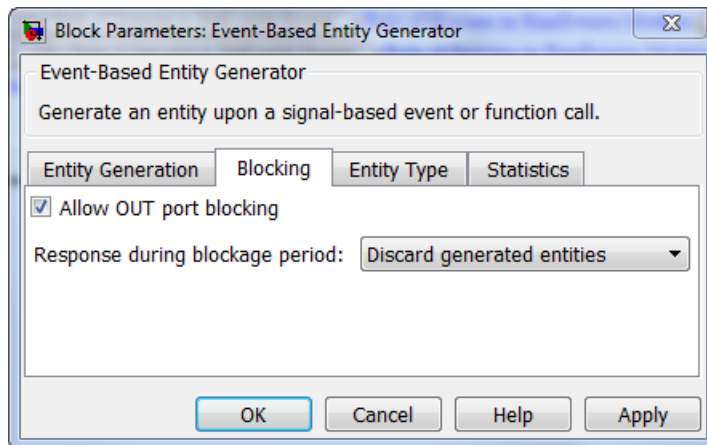 Block Parameters: Event-Based Entity Generator
Event-Based Entity Generator
Generate an entity upon a signal-based event or function call.
Entity Generation Blocking Entity Type Statistics
Allow OUT port blocking
Response during blockage period: Discard generated entities
OK Cancel Help Apply